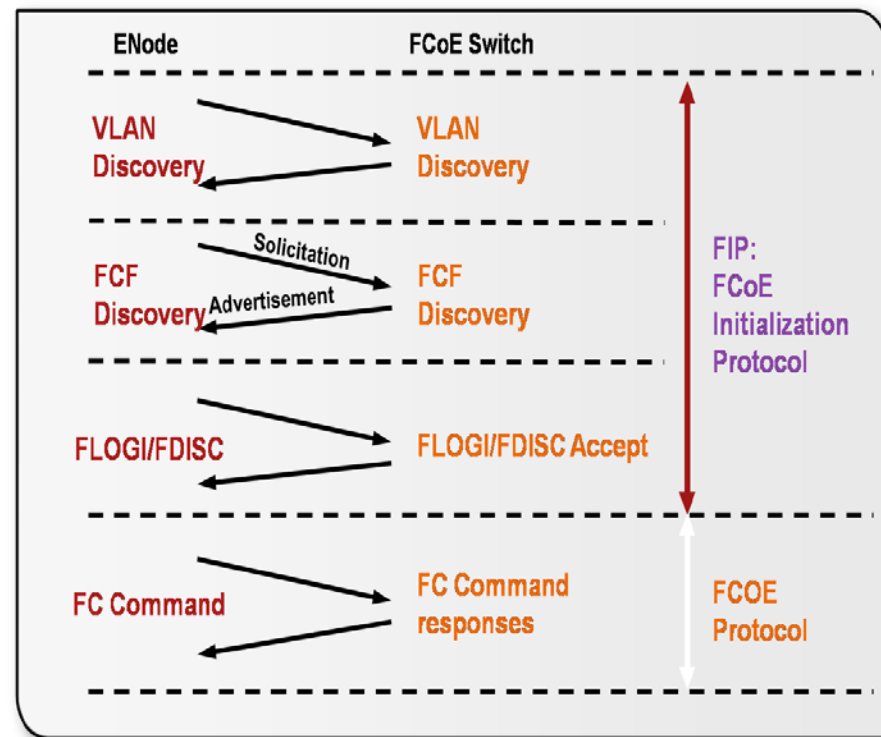 ENode
FCoE Switch
VLAN
Discovery
VLAN
Discovery
Solicitation
FCF
Discovery
Advertisement
FCF
Discovery
FIP:
FCoE
Initialization
Protocol
FLOGI/FDISC
FLOGI/FDISC Accept
FC Command
FC Command
responses
FCOE
Protocol